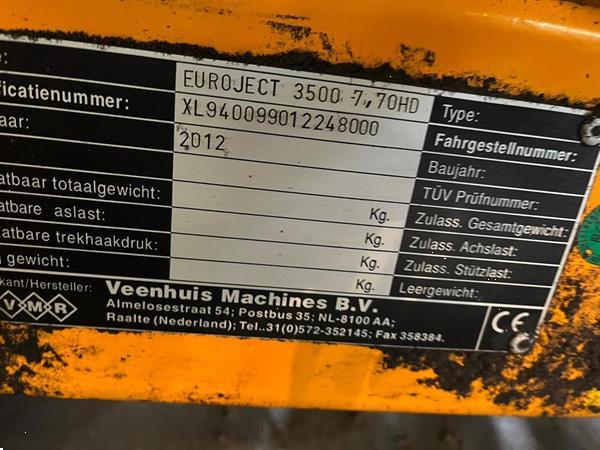 e: EUROJECT 3500 7,70HD Type:
ificatienummer: XL940099012248000 Fahrgestellnummer:
aar: 2012 Baujahr:
atbaar totaalgewicht: Kg. TÜV Prüfnummer:
atbare aslast: Kg. Zulass. Gesamtgewicht:
atbare trekhaakdruk: Kg. Zulass. Achslast:
gewicht: Kg. Zulass. Stützlast:
Leergewicht:
kant/Hersteller: Veenhuis Machines B.V.
VMR Almelosestraat 54; Postbus 35; NL-8100 AA;
Raalte (Nederland); Tel..31(0)572-352145; Fax 358384.
CE